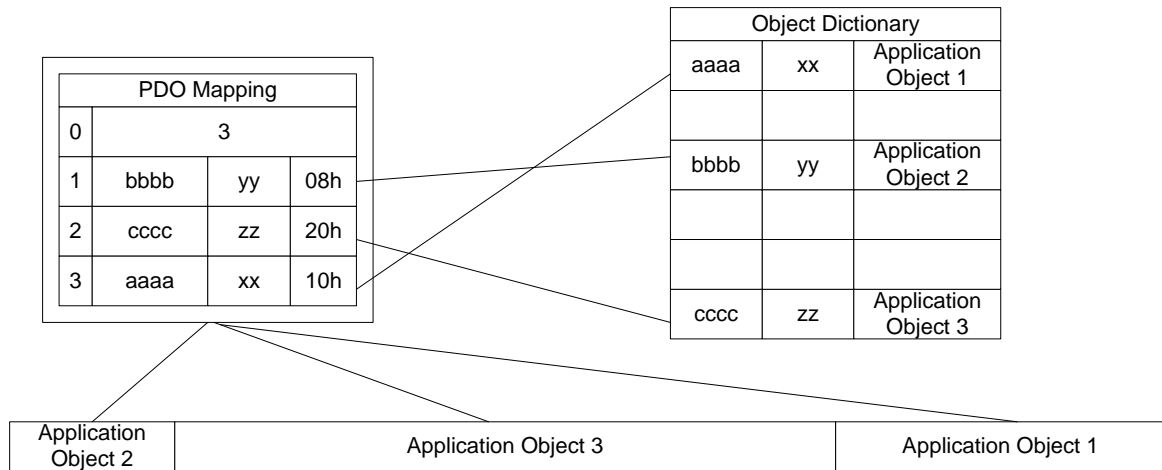 Object Dictionary
aaaa xx Application
Object 1
bbbb yy Application
Object 2
cccc zz Application
Object 3
PDO Mapping
0 3
1 bbbb yy 08h
2 cccc zz 20h
3 aaaa xx 10h
Application
Object 2
Application Object 3
Application Object 1